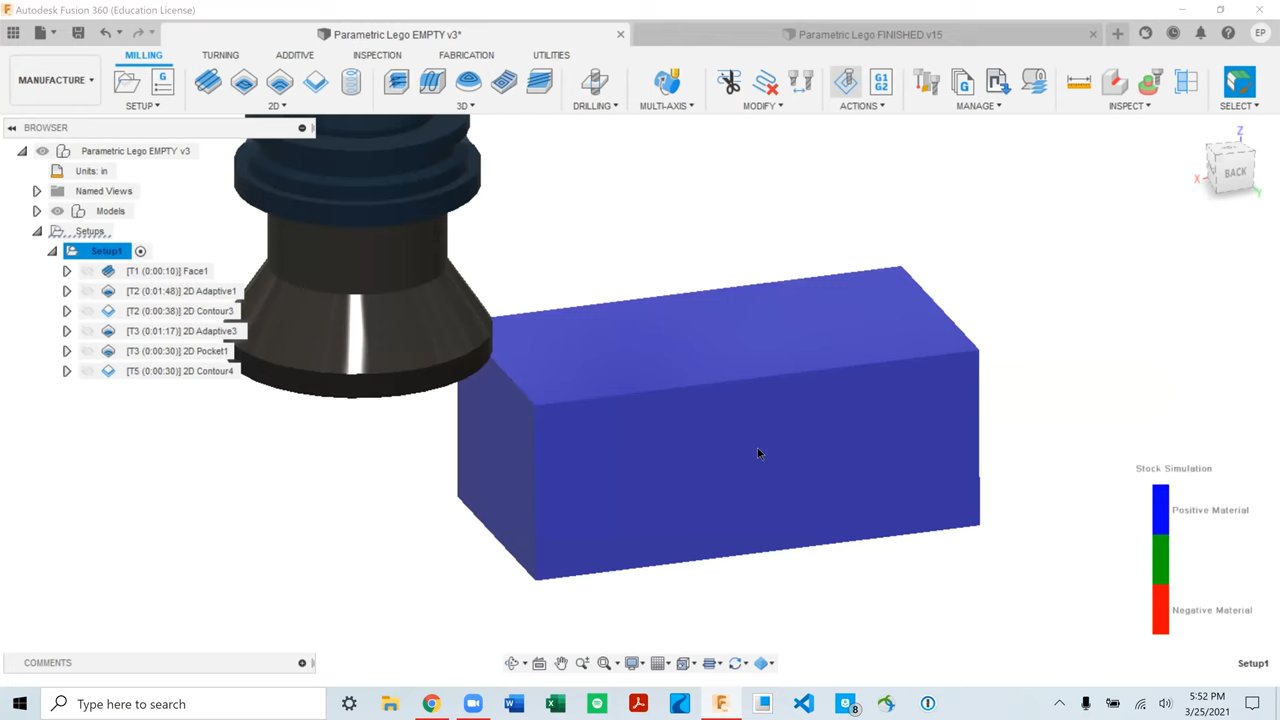 Autodesk Fusion 360 (Education License)
Parametric Lego EMPTY v3*
Parametric Lego FINISHED v15
EP
MILLING
TURNING
ADDITIVE
INSPECTION
FABRICATION
UTILITIES
MANUFACTURE
G
G1
G2
SETUP
2D
3D
DRILLING
MULTI-AXIS
MODIFY
ACTIONS
MANAGE
INSPECT
SELECT
BROWSER
Parametric Lego EMPTY v3
Units: in
Named Views
Models
Setups
Setup1
[T1 (0:00:10)] Face1
[T2 (0:01:48)] 2D Adaptive1
[T2 (0:00:38)] 2D Contour3
[T3 (0:01:17)] 2D Adaptive3
[T3 (0:00:30)] 2D Pocket1
[T5 (0:00:30)] 2D Contour4
Z
BACK
X
Y
Stock Simulation
Positive Material
Negative Material
COMMENTS
Setup1
Type here to search
8
5:52 PM
3/25/2021